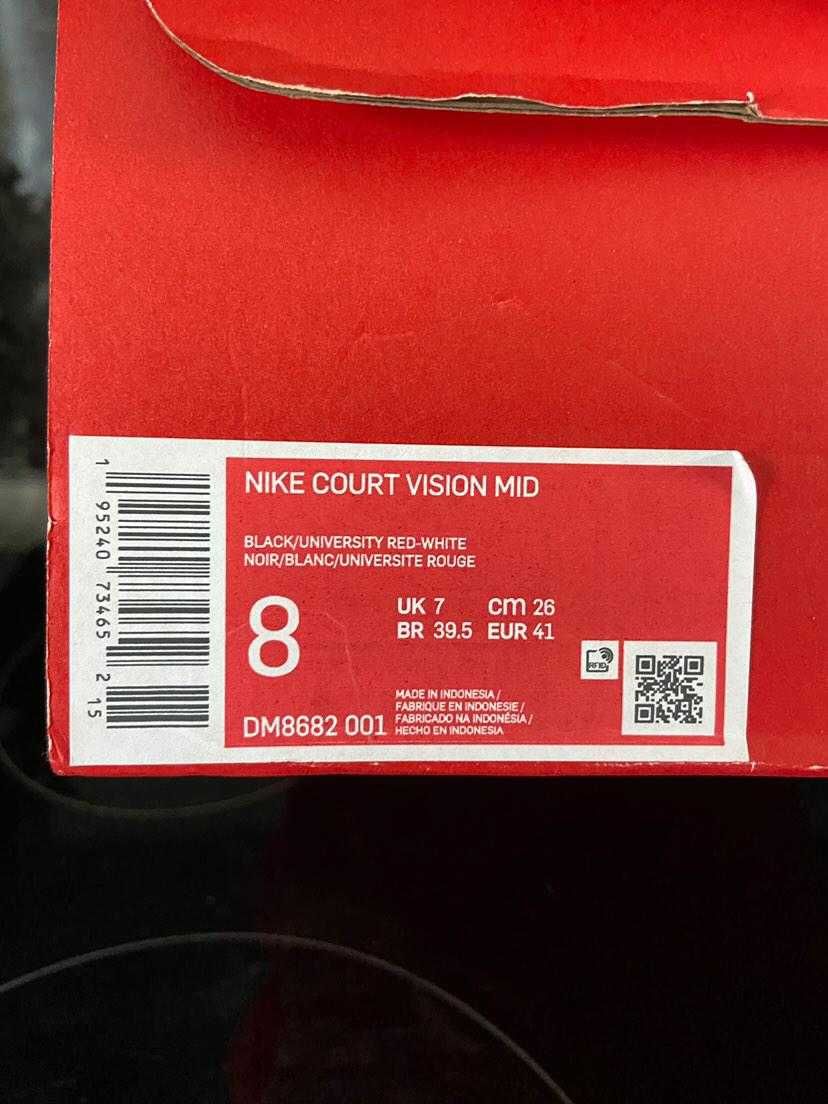 NIKE COURT VISION MID
BLACK/UNIVERSITY RED-WHITE
NOIR/BLANC/UNIVERSITE ROUGE
8
UK 7 cm 26
BR 39.5 EUR 41
RFID
DM8682 001
MADE IN INDONESIA /
FABRIQUE EN INDONESIE /
FABRICADO NA INDONÉSIA /
HECHO EN INDONESIA
1 95240 73465 2 15